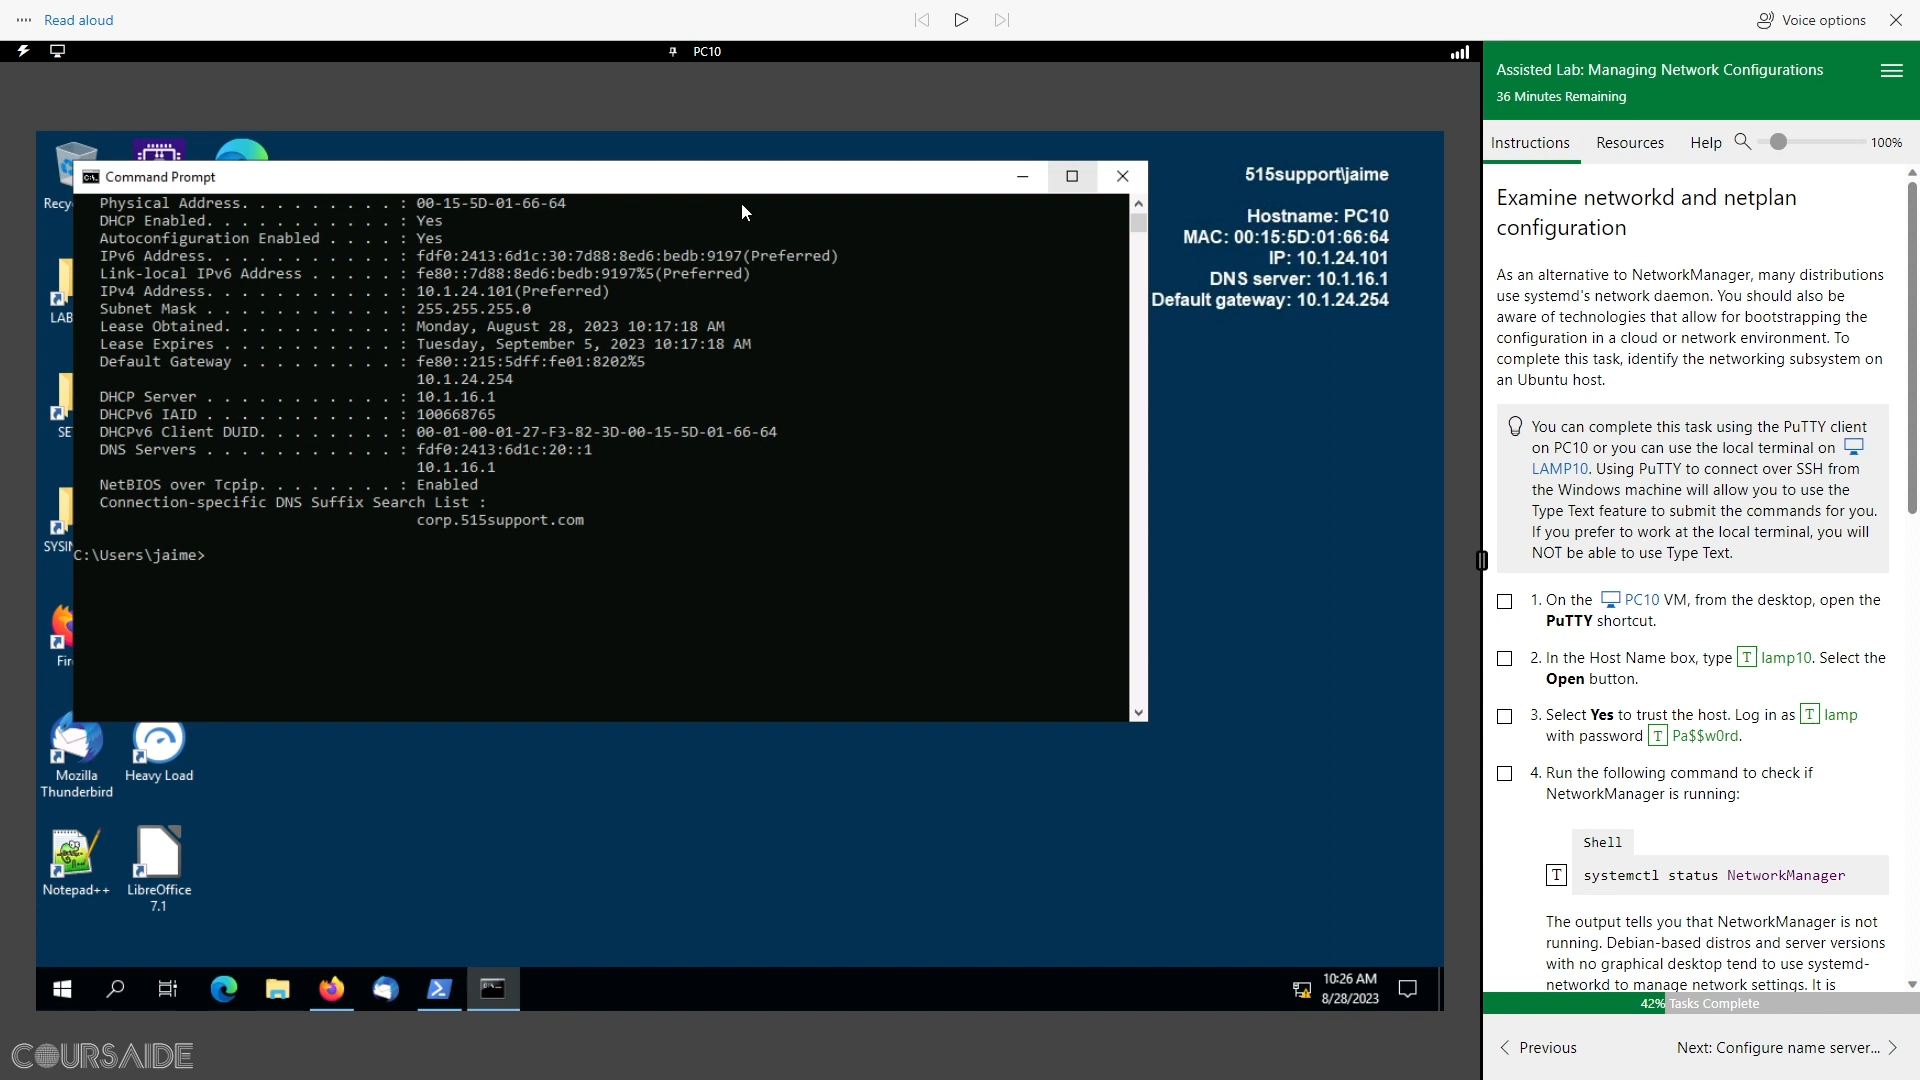 Read aloud
Voice options
PC10
Assisted Lab: Managing Network Configurations
36 Minutes Remaining
Instructions
Resources
Help
100%
Command Prompt
Physical Address. . . . . . . . . : 00-15-5D-01-66-64
DHCP Enabled. . . . . . . . . . . : Yes
Autoconfiguration Enabled . . . . : Yes
IPv6 Address. . . . . . . . . . . : fdf0:2413:6d1c:30:7d88:8ed6:bedb:9197(Preferred)
Link-local IPv6 Address . . . . . : fe80::7d88:8ed6:bedb:9197%5(Preferred)
IPv4 Address. . . . . . . . . . . : 10.1.24.101(Preferred)
Subnet Mask . . . . . . . . . . . : 255.255.255.0
Lease Obtained. . . . . . . . . . : Monday, August 28, 2023 10:17:18 AM
Lease Expires . . . . . . . . . . : Tuesday, September 5, 2023 10:17:18 AM
Default Gateway . . . . . . . . . : fe80::215:5dff:fe01:8202%5
10.1.24.254
DHCP Server . . . . . . . . . . . : 10.1.16.1
DHCPv6 IAID . . . . . . . . . . . : 100668765
DHCPv6 Client DUID. . . . . . . . : 00-01-00-01-27-F3-82-3D-00-15-5D-01-66-64
DNS Servers . . . . . . . . . . . : fdf0:2413:6d1c:20::1
10.1.16.1
NetBIOS over Tcpip. . . . . . . . : Enabled
Connection-specific DNS Suffix Search List :
corp.515support.com
C:\Users\jaime>
515support\jaime
Hostname: PC10
MAC: 00:15:5D:01:66:64
IP: 10.1.24.101
DNS server: 10.1.16.1
Default gateway: 10.1.24.254
Recy
LAB
SE
SYSIN
Fir
Mozilla
Thunderbird
Heavy Load
Notepad++
LibreOffice
7.1
10:26 AM
8/28/2023
COURSAIDE
Examine networkd and netplan
configuration
As an alternative to NetworkManager, many distributions
use systemd's network daemon. You should also be
aware of technologies that allow for bootstrapping the
configuration in a cloud or network environment. To
complete this task, identify the networking subsystem on
an Ubuntu host.
You can complete this task using the PuTTY client
on PC10 or you can use the local terminal on
LAMP10. Using PuTTY to connect over SSH from
the Windows machine will allow you to use the
Type Text feature to submit the commands for you.
If you prefer to work at the local terminal, you will
NOT be able to use Type Text.
1. On the PC10 VM, from the desktop, open the
PuTTY shortcut.
2. In the Host Name box, type T lamp10. Select the
Open button.
3. Select Yes to trust the host. Log in as T lamp
with password T Pa$$w0rd.
4. Run the following command to check if
NetworkManager is running:
Shell
T systemctl status NetworkManager
The output tells you that NetworkManager is not
running. Debian-based distros and server versions
with no graphical desktop tend to use systemd-
networkd to manage network settings. It is
42% Tasks Complete
Previous
Next: Configure name server...